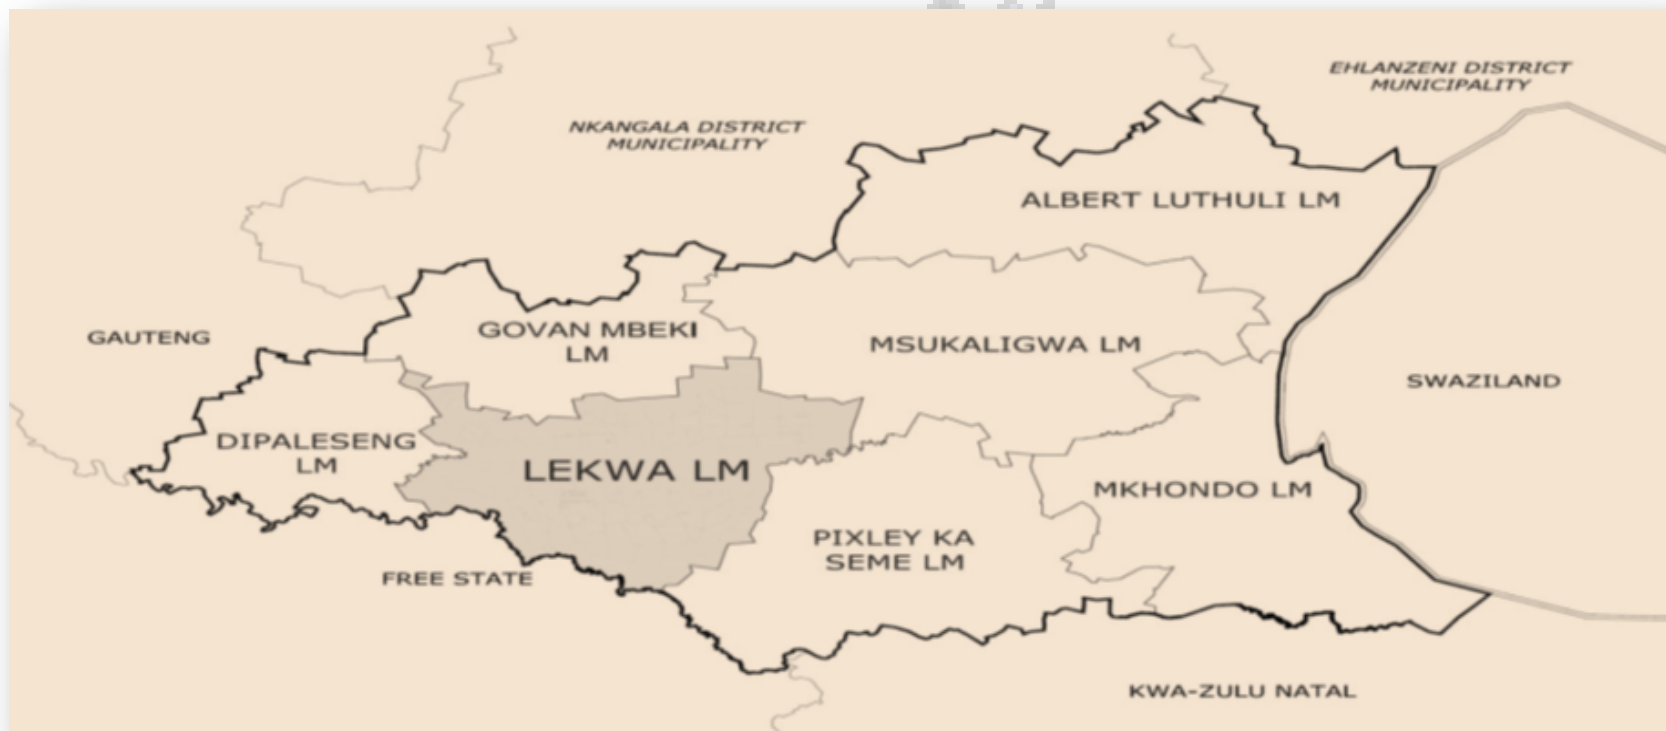 EHLANZENI DISTRICT
MUNICIPALITY
NKANGALA DISTRICT
MUNICIPALITY
ALBERT LUTHULI LM
GAUTENG
GOVAN MBEKI
LM
MSUKALIGWA LM
SWAZILAND
DIPALESENG
LM
LEKWA LM
MKHONDO LM
PIXLEY KA
SEME LM
FREE STATE
KWA-ZULU NATAL